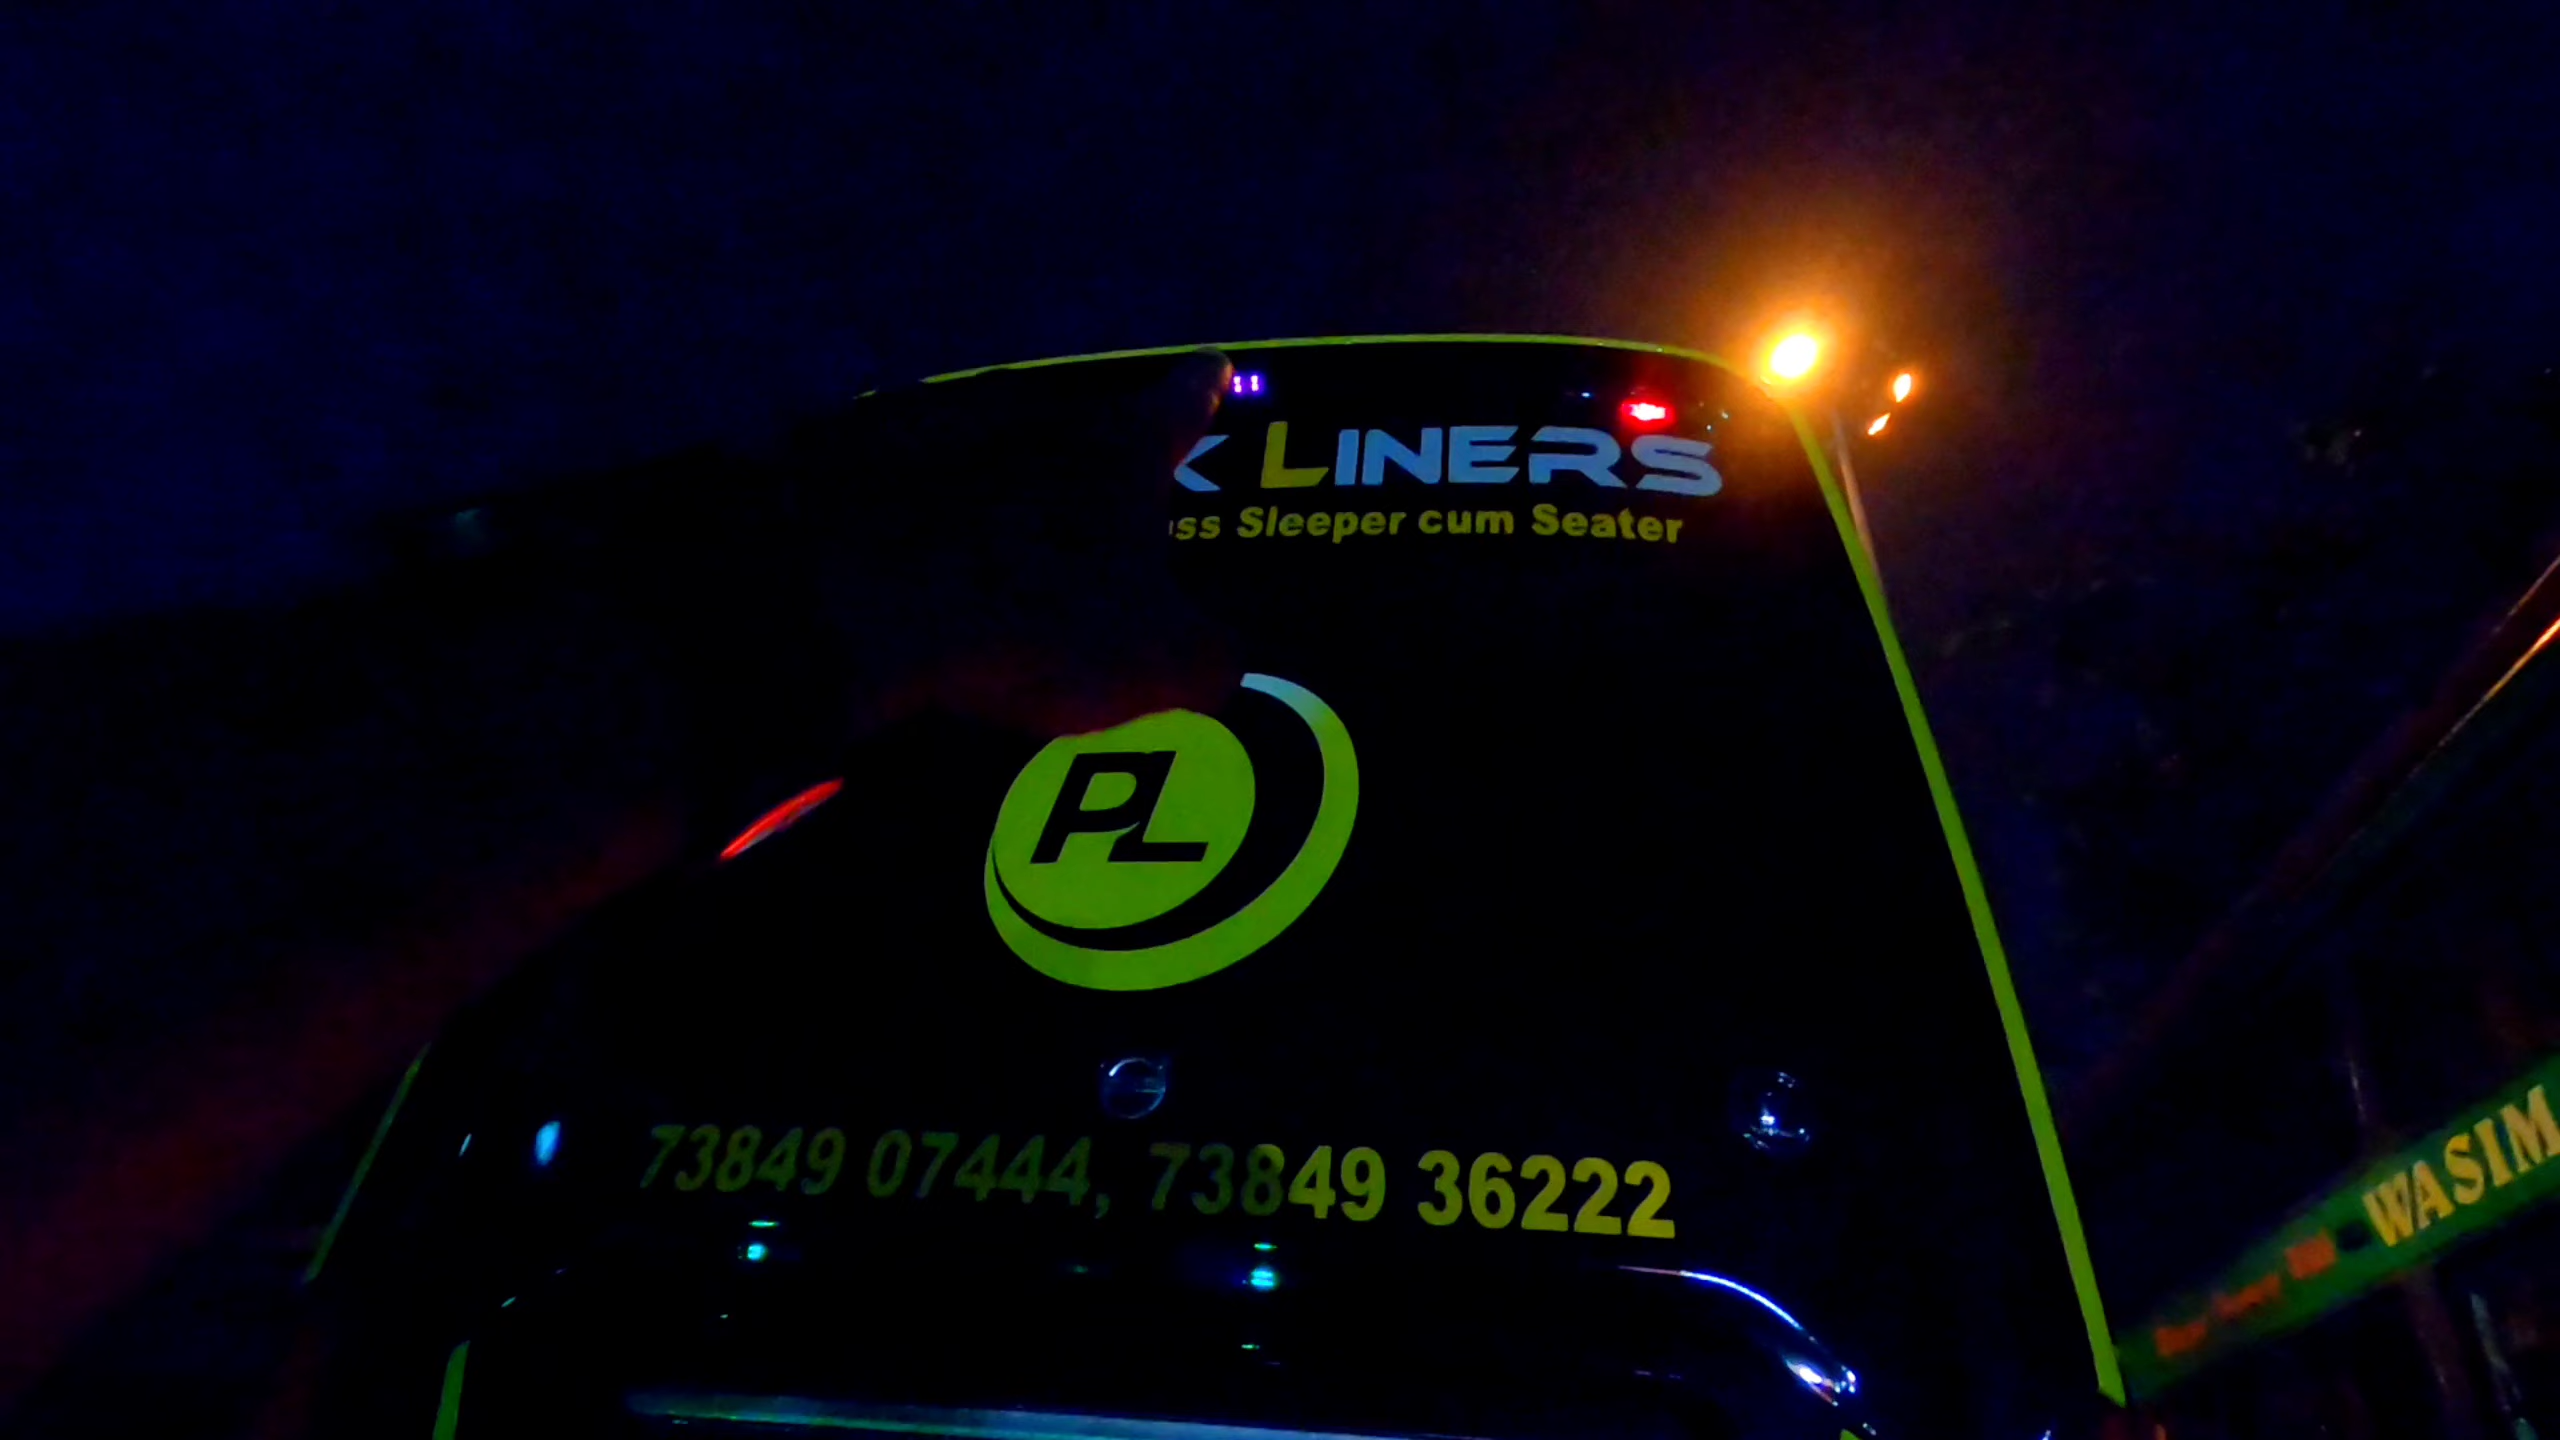 LINERS
Sleeper cum Seater
PL
73849 07444, 73849 36222
WASIM